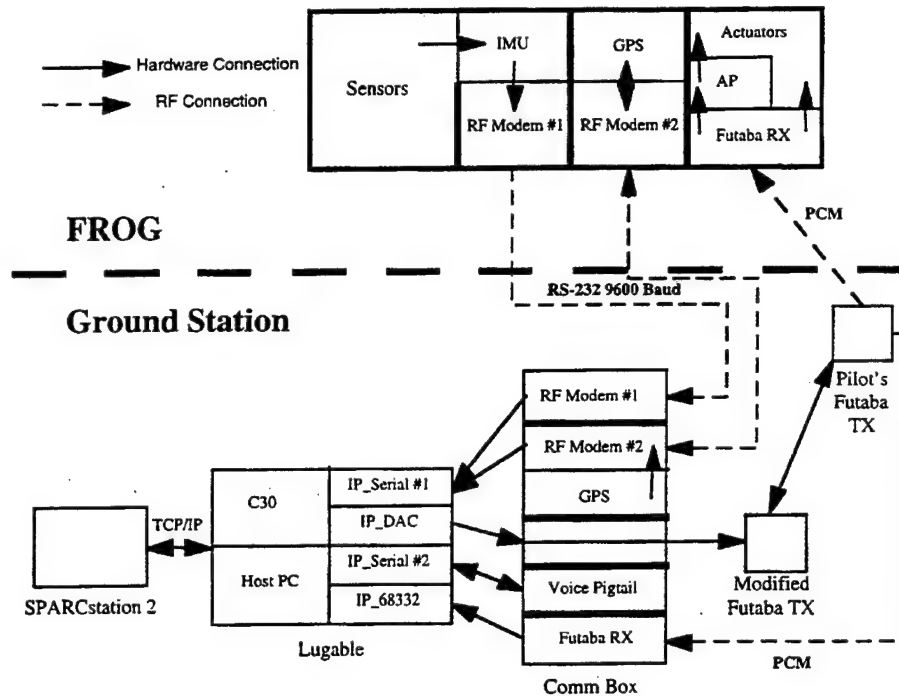 Hardware Connection
RF Connection
Sensors
IMU
RF Modem #1
GPS
RF Modem #2
Actuators
AP
Futaba RX
PCM
FROG
RS-232 9600 Baud
Ground Station
Pilot's
Futaba
TX
RF Modem #1
RF Modem #2
GPS
Voice Pigtail
Futaba RX
Comm Box
C30
Host PC
IP_Serial #1
IP_DAC
IP_Serial #2
IP_68332
Lugable
TCP/IP
SPARCstation 2
Modified
Futaba TX
PCM